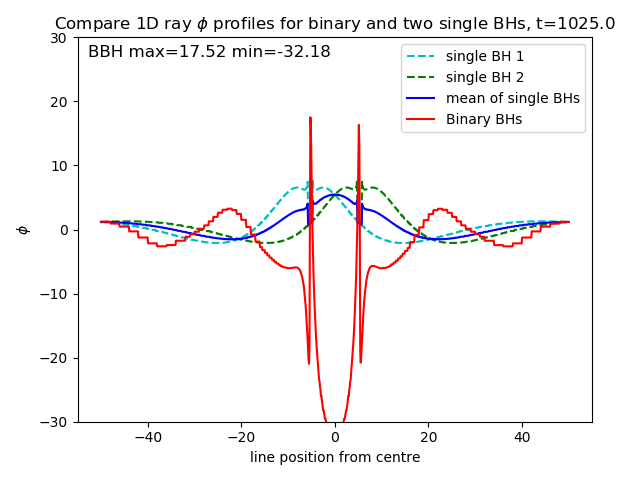 Compare 1D ray ϕ profiles for binary and two single BHs, t=1025.0
BBH max=17.52 min=-32.18
single BH 1
single BH 2
mean of single BHs
Binary BHs
30
20
10
0
−10
−20
−30
ϕ
−40
−20
0
20
40
line position from centre